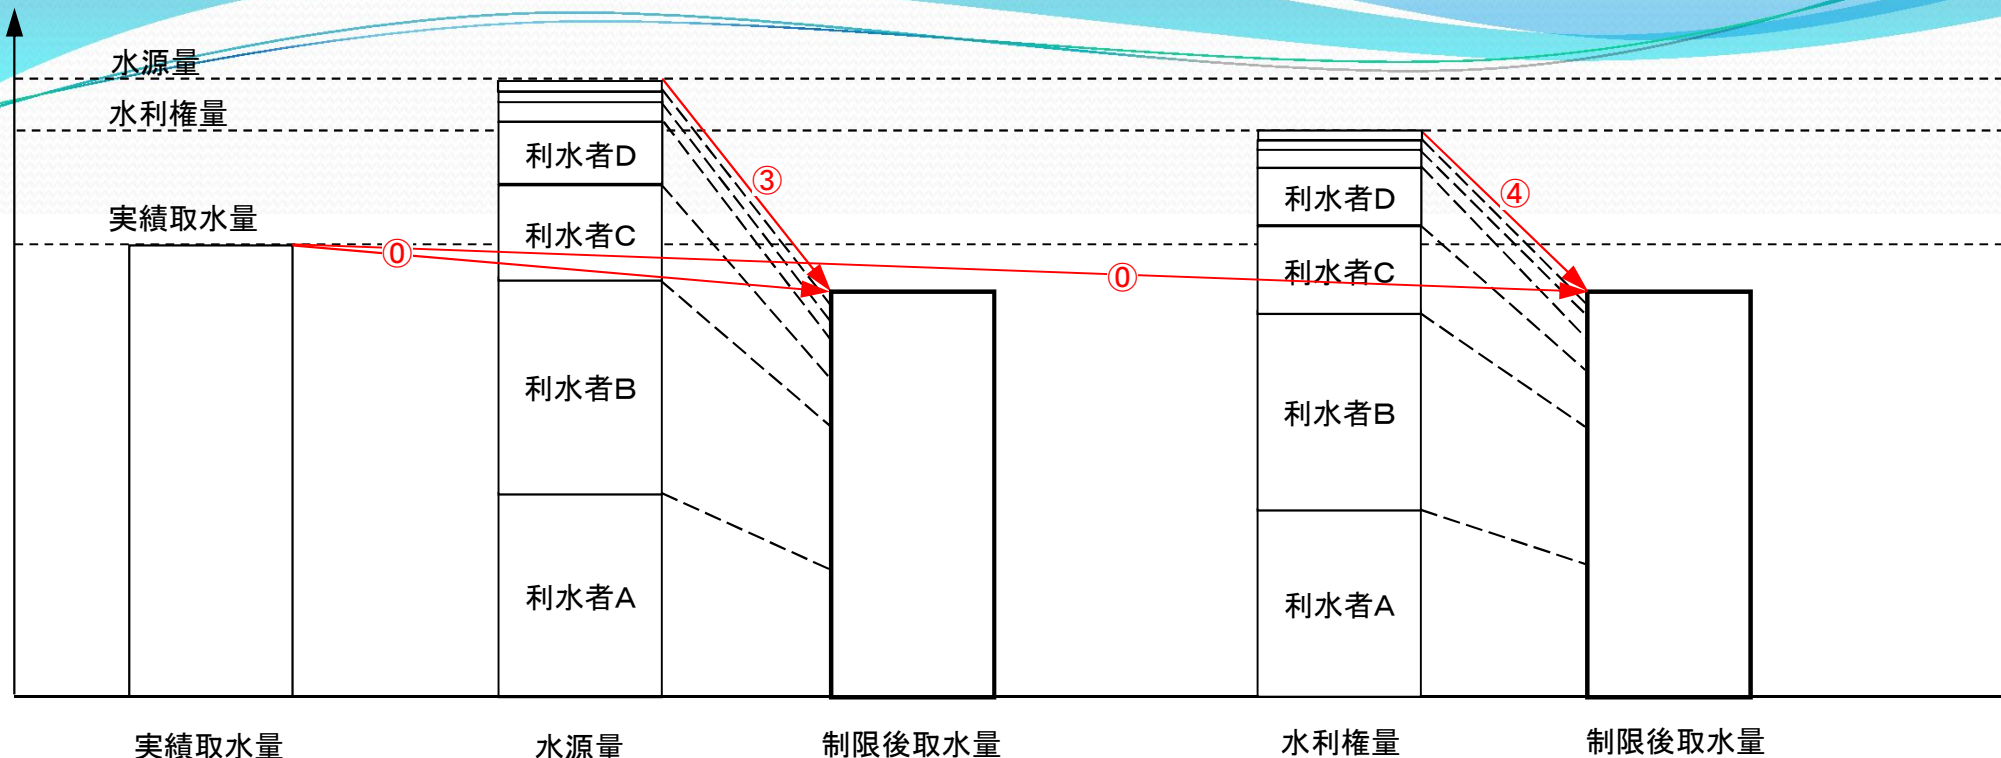 水源量
水利権量
実績取水量
利水者D
利水者C
利水者B
利水者A
③
⓪
⓪
④
利水者D
利水者C
利水者B
利水者A
実績取水量
水源量
制限後取水量
水利権量
制限後取水量